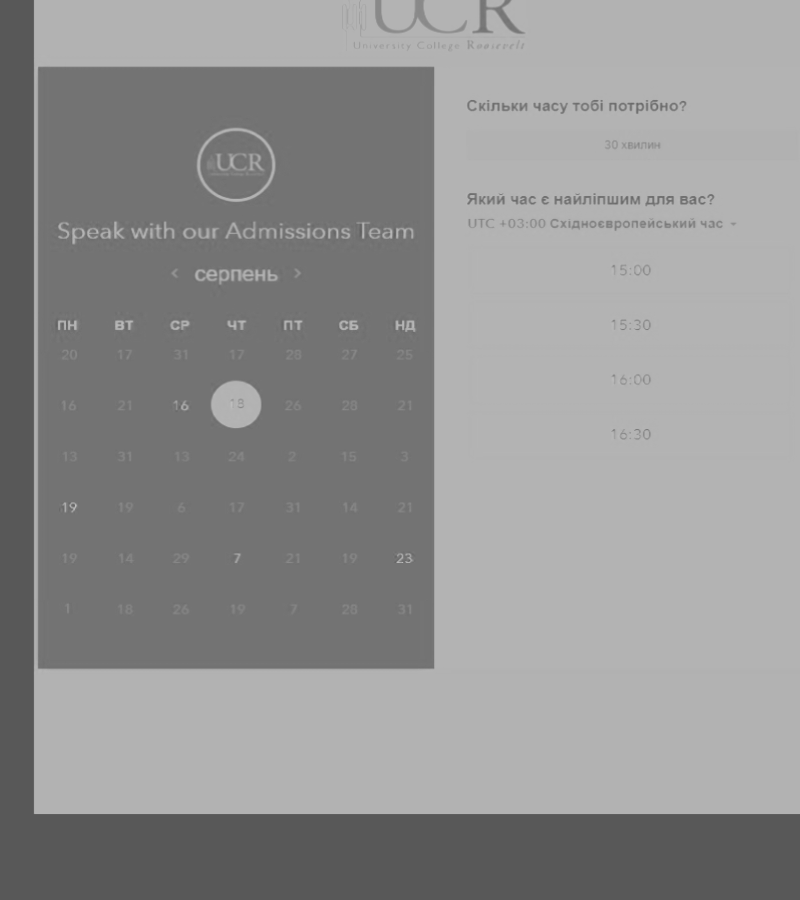 UCR
University College Roosevelt
UCR
Speak with our Admissions Team
< серпень >
ПН ВТ СР ЧТ ПТ СБ НД
20 17 31 17 28 27 25
16 21 16 18 26 28 21
13 31 13 24 2 15 3
19 19 6 17 31 14 21
19 14 29 7 21 19 23
1 18 26 19 7 28 31
Скільки часу тобі потрібно?
30 хвилин
Який час є найліпшим для вас?
UTC +03:00 Східноєвропейський час
15:00
15:30
16:00
16:30